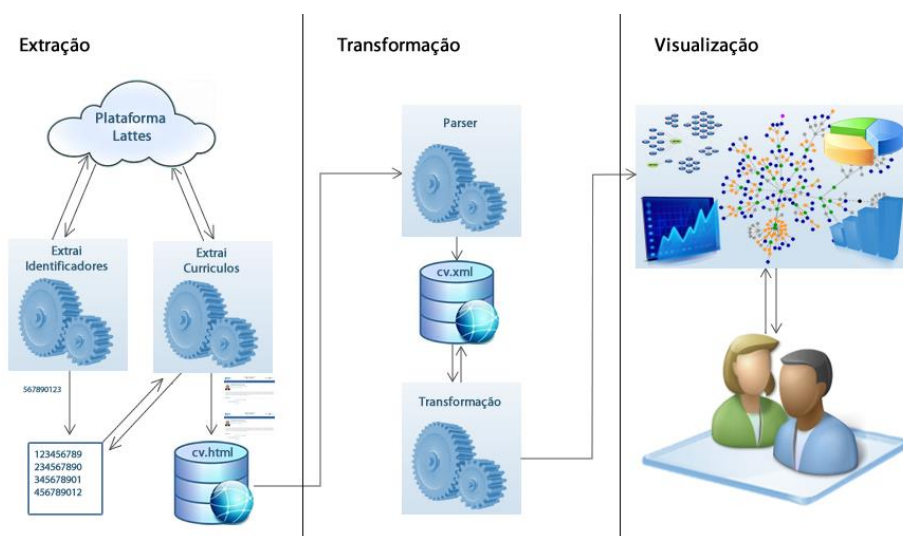 Extração
Plataforma
Lattes
Extrai
Identificadores
Extrai
Curriculos
567890123
123456789
234567890
345678901
456789012
cv.html
Transformação
Parser
cv.xml
Transformação
Visualização